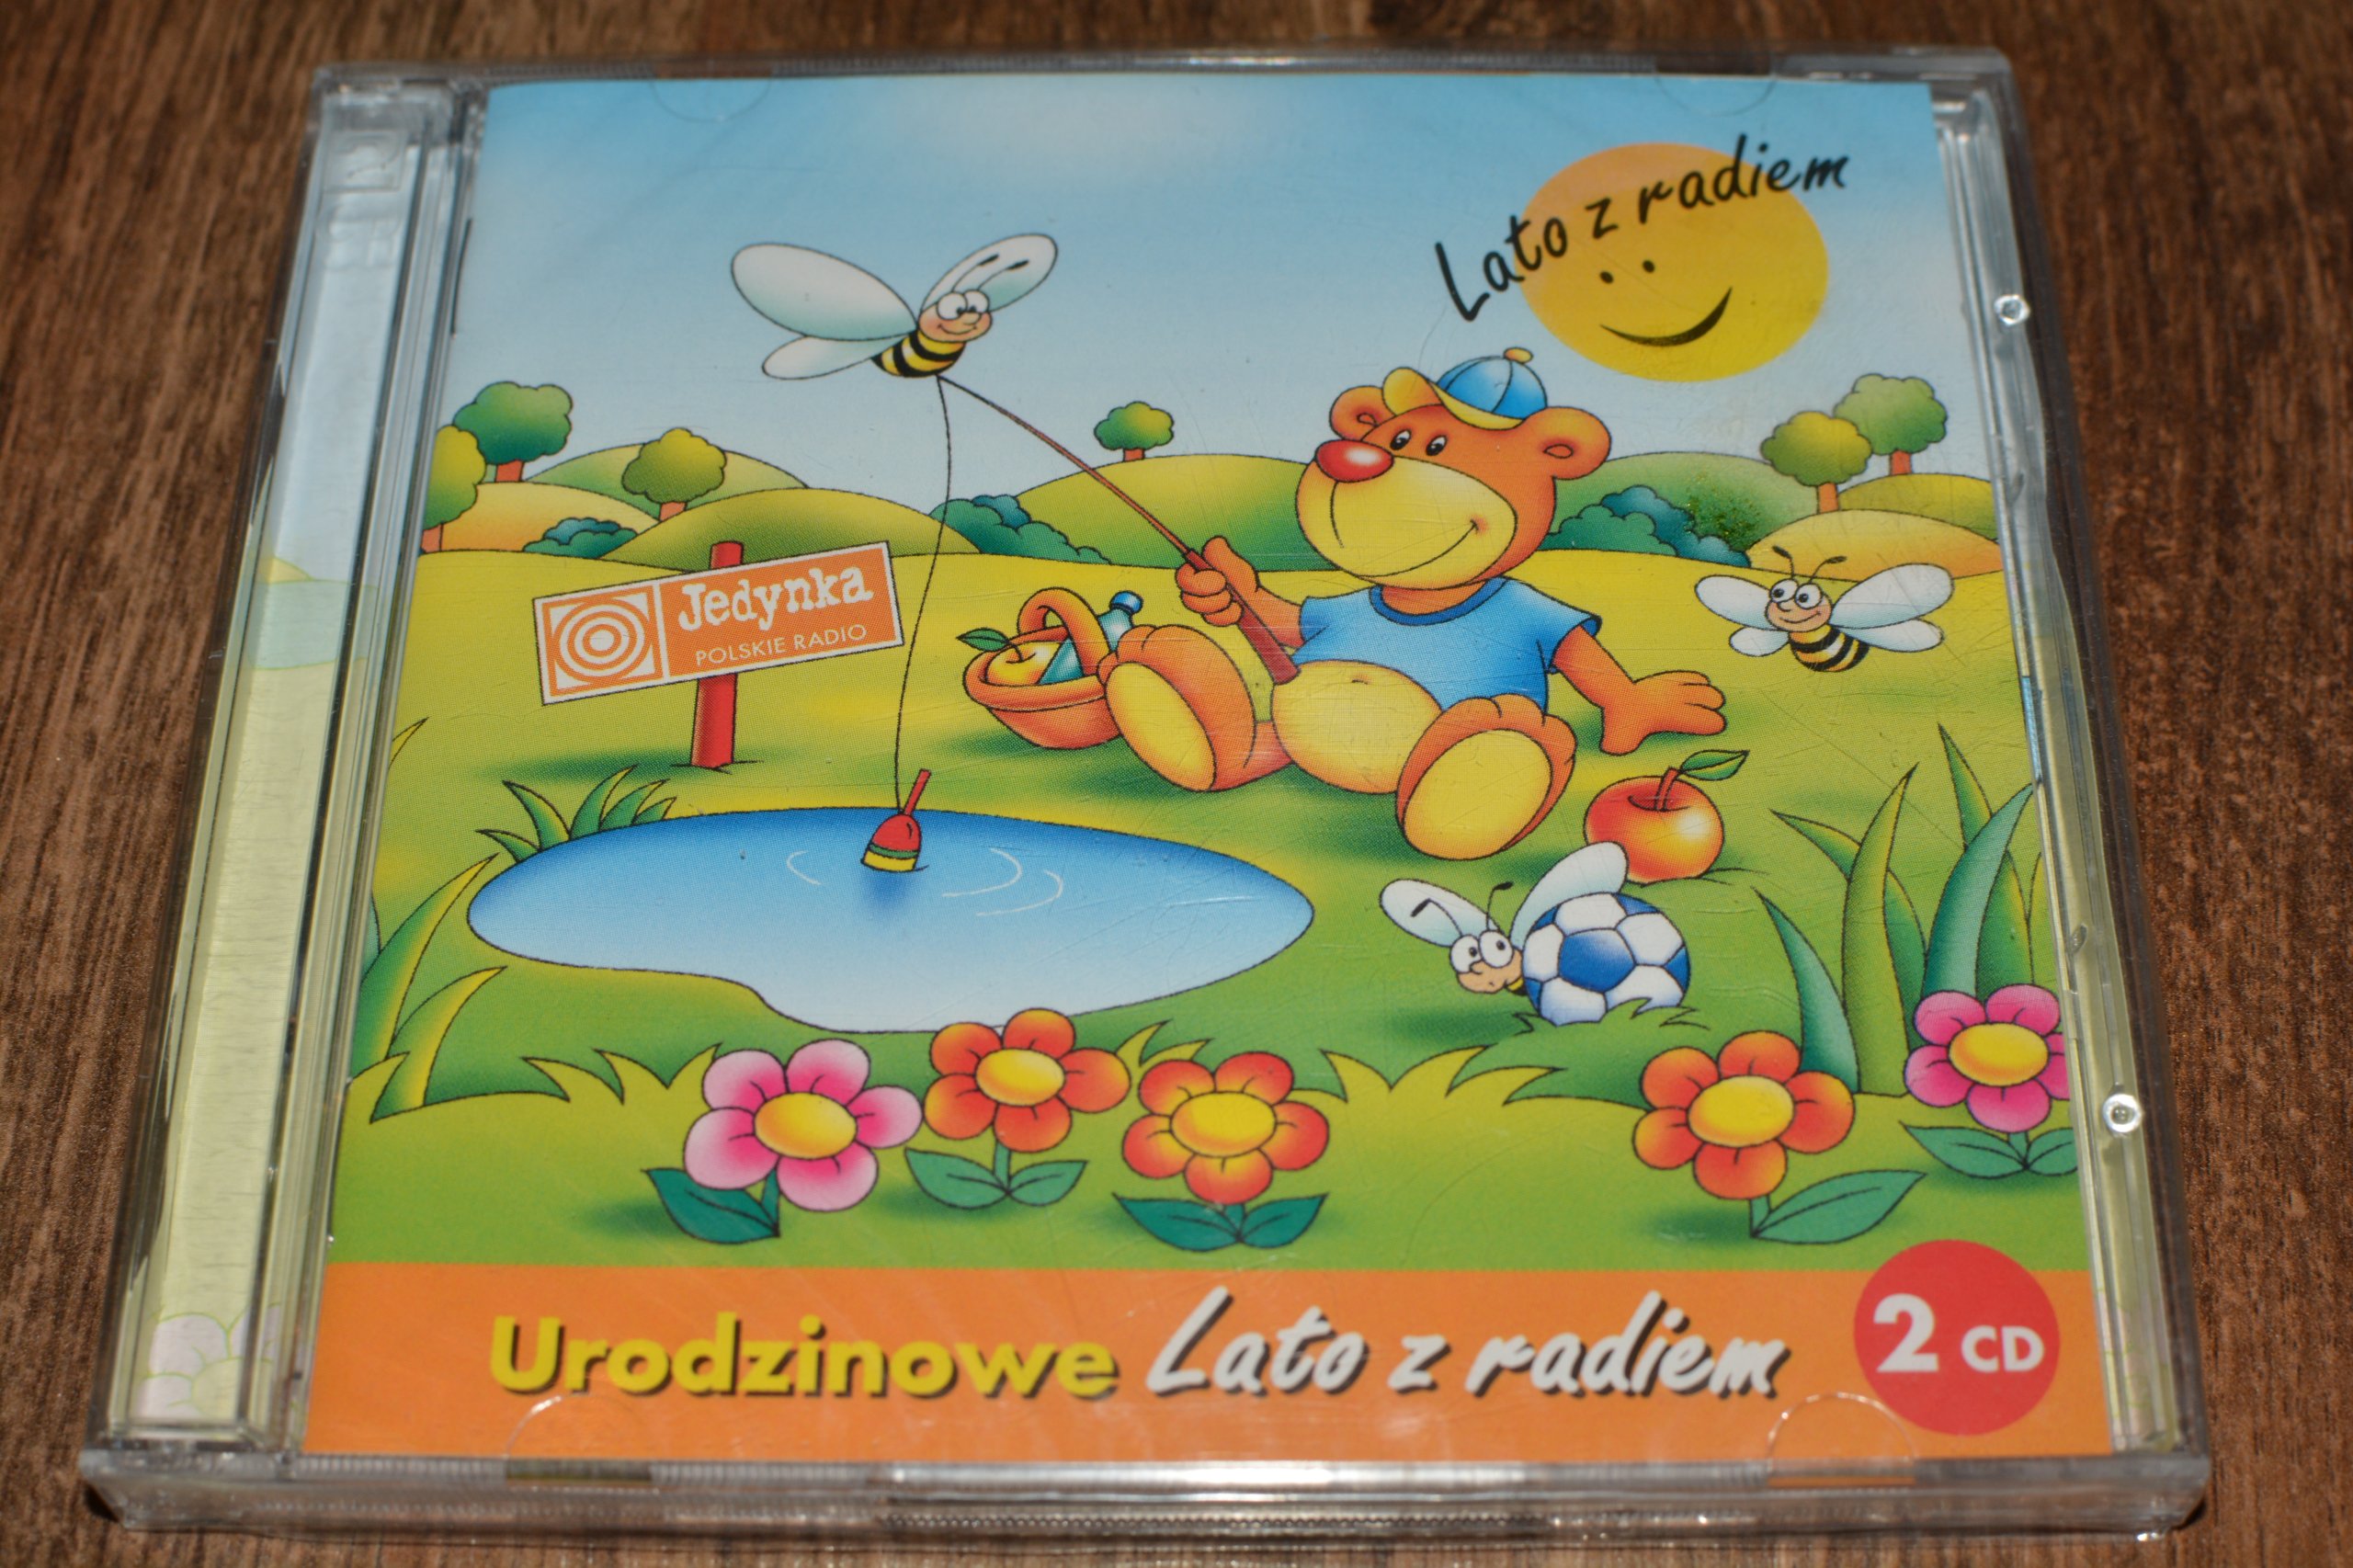 Lato z radiem
Jedynka
POLSKIE RADIO
Urodzinowe Lato z radiem
2 CD